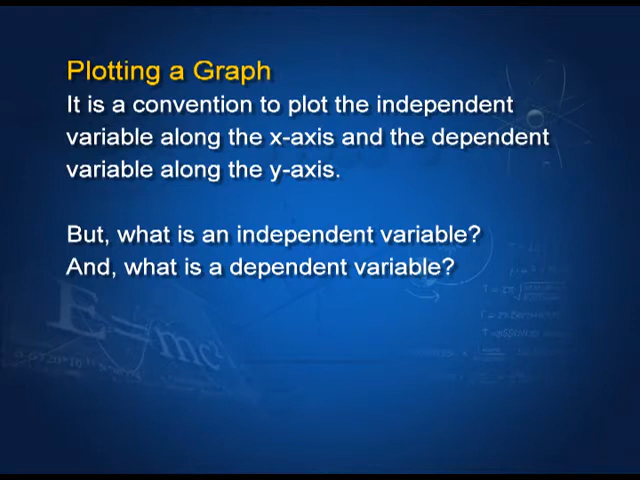 Plotting a Graph
It is a convention to plot the independent
variable along the x-axis and the dependent
variable along the y-axis.
But, what is an independent variable?
And, what is a dependent variable?
E=mc²